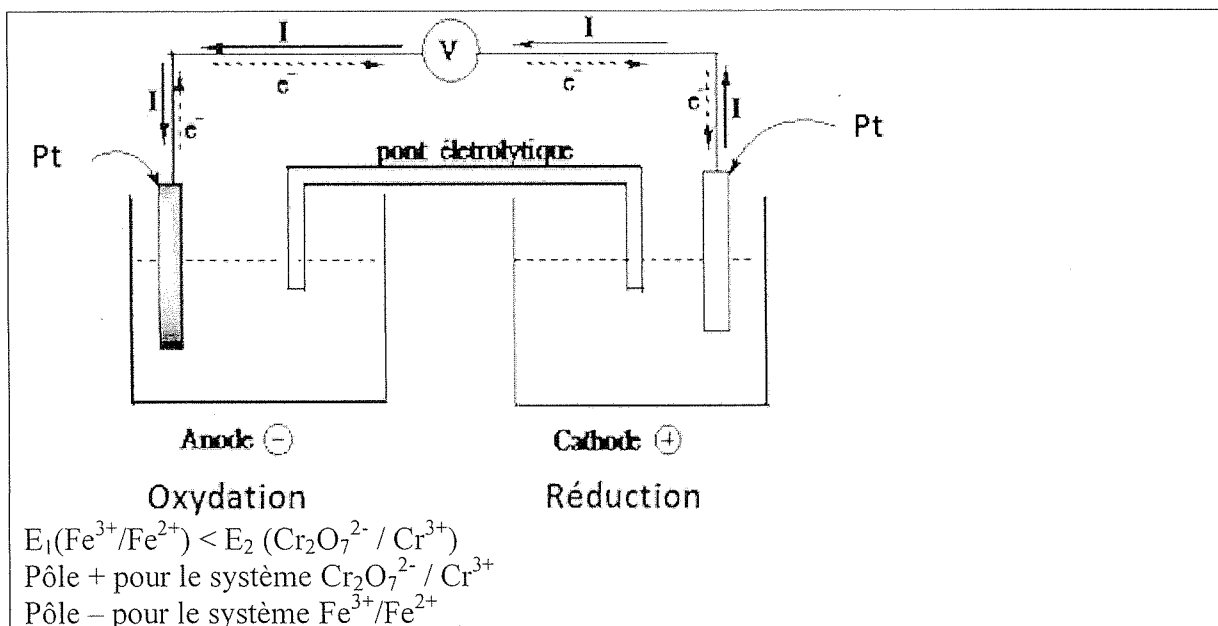 I
V
I
e⁻
e⁻
I
e⁻
e⁻
I
Pt
Pt
pont életrolytique
Anode ⊖
Cathode ⊕
Oxydation
Réduction
E₁(Fe³⁺/Fe²⁺) < E₂ (Cr₂O₇²⁻ / Cr³⁺)
Pôle + pour le système Cr₂O₇²⁻ / Cr³⁺
Pôle – pour le système Fe³⁺/Fe²⁺